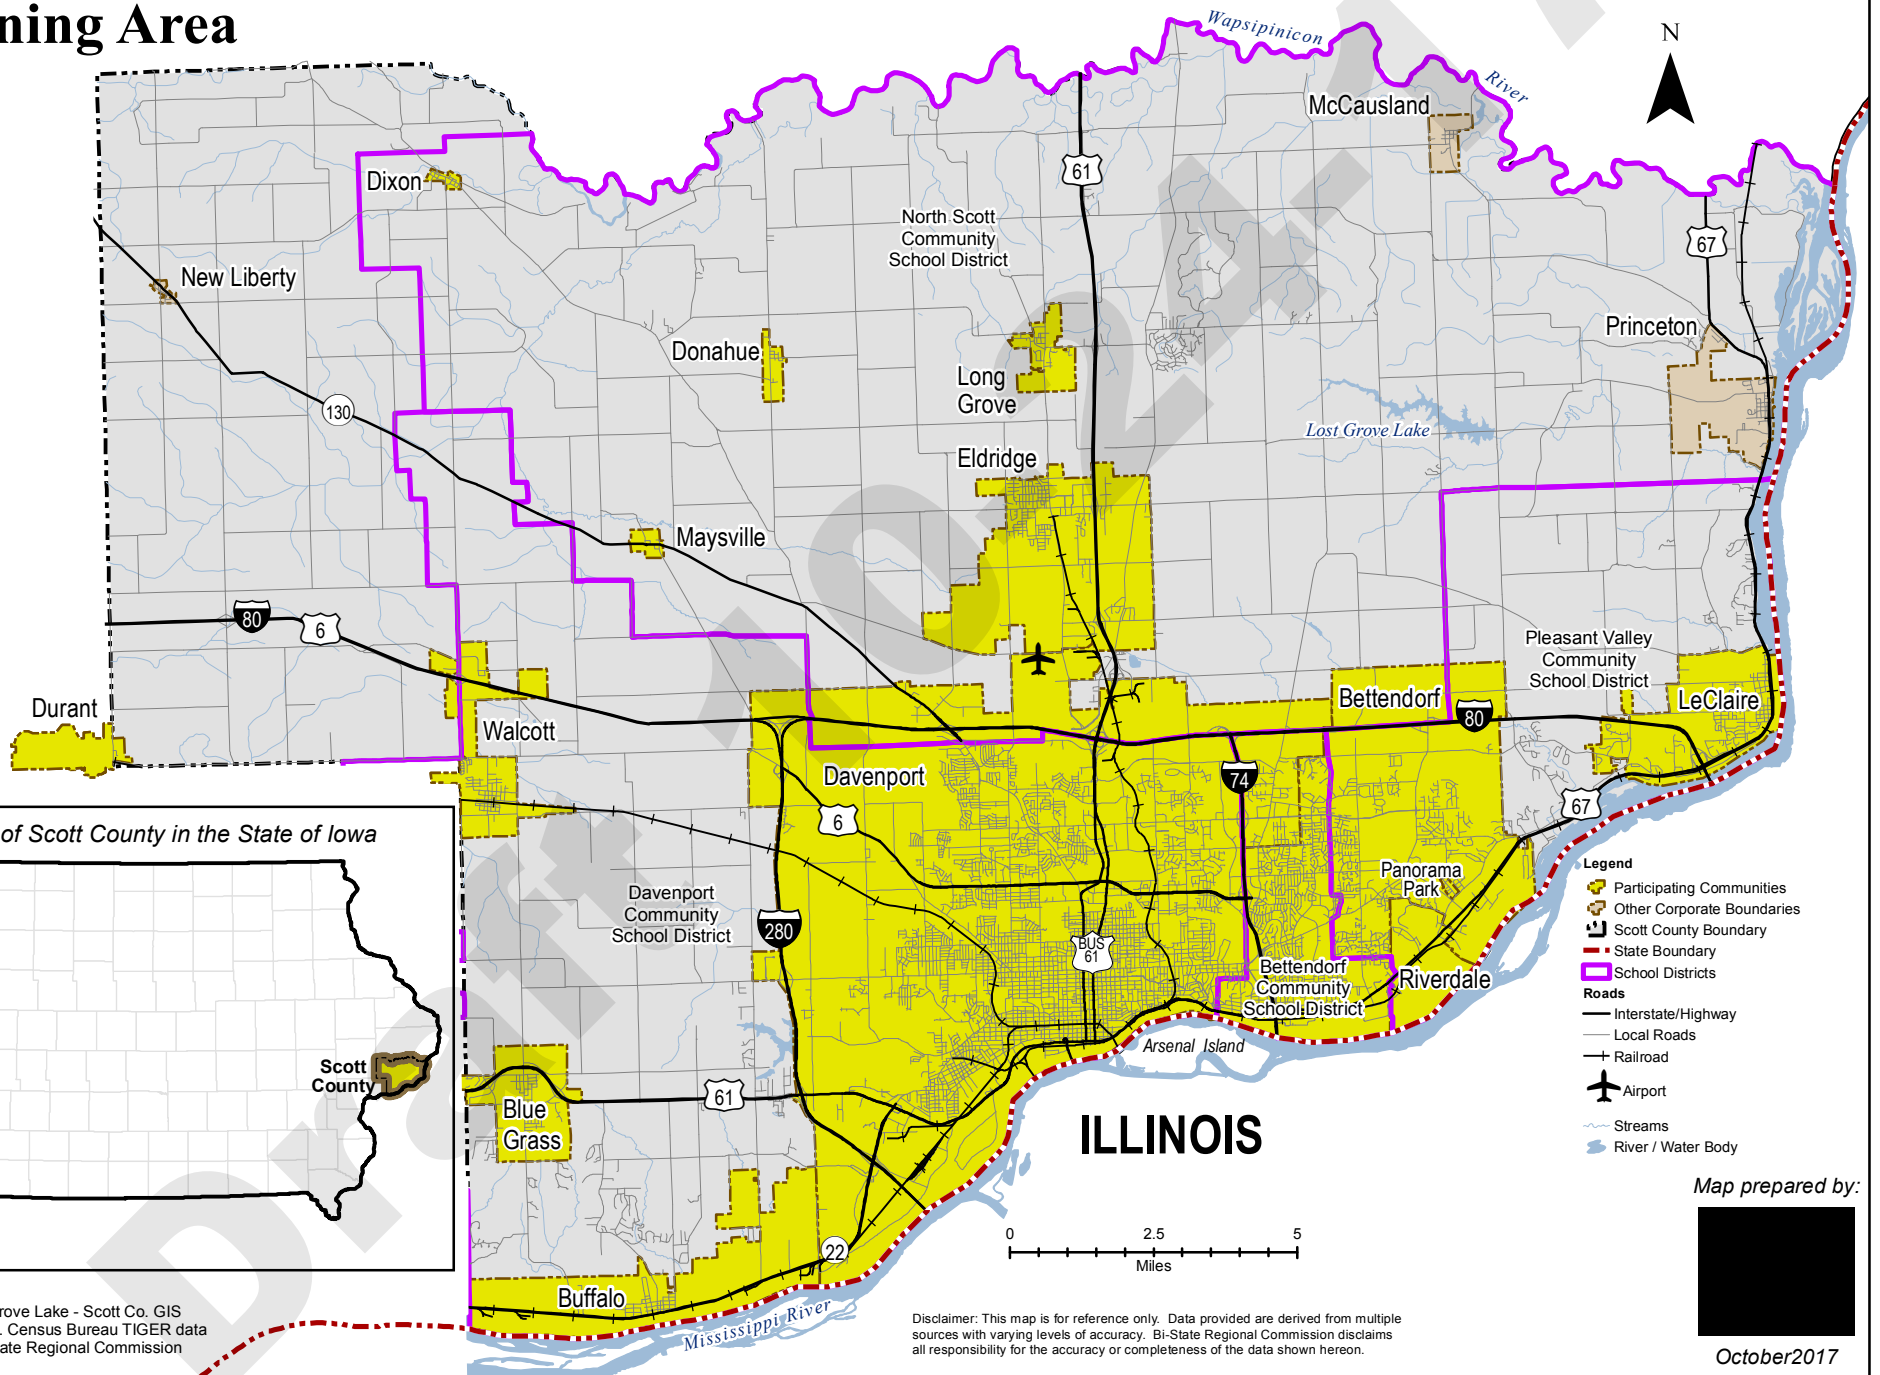 ning Area
Wapsipinicon
River
N
McCausland
61
Dixon
North Scott
Community
School District
67
New Liberty
Princeton
Donahue
Long
Grove
130
Lost Grove Lake
Eldridge
Maysville
80
6
Pleasant Valley
Community
School District
Durant
Walcott
Bettendorf
80
LeClaire
Davenport
74
6
67
of Scott County in the State of Iowa
Scott
County
Davenport
Community
School District
280
BUS
61
Panorama
Park
Bettendorf
Community
School District
Riverdale
Arsenal Island
61
Blue
Grass
ILLINOIS
22
Buffalo
Mississippi River
Legend
Participating Communities
Other Corporate Boundaries
Scott County Boundary
State Boundary
School Districts
Roads
Interstate/Highway
Local Roads
Railroad
Airport
Streams
River / Water Body
0 2.5 5
Miles
Map prepared by:
October2017
rove Lake - Scott Co. GIS
. Census Bureau TIGER data
ate Regional Commission
Disclaimer: This map is for reference only. Data provided are derived from multiple
sources with varying levels of accuracy. Bi-State Regional Commission disclaims
all responsibility for the accuracy or completeness of the data shown hereon.
Draft 10-24-1